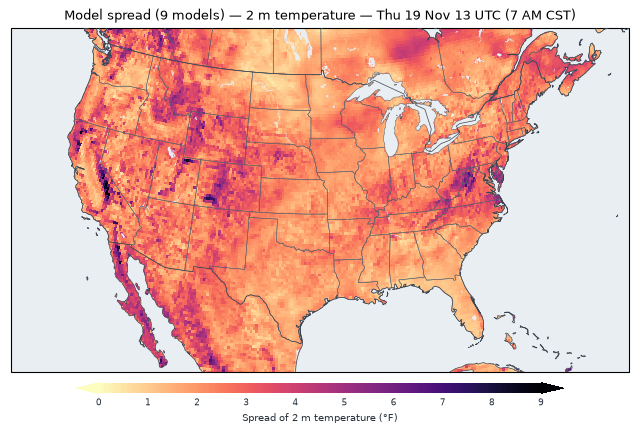 Model spread (9 models) — 2 m temperature — Thu 19 Nov 13 UTC (7 AM CST)
0 1 2 3 4 5 6 7 8 9
Spread of 2 m temperature (°F)